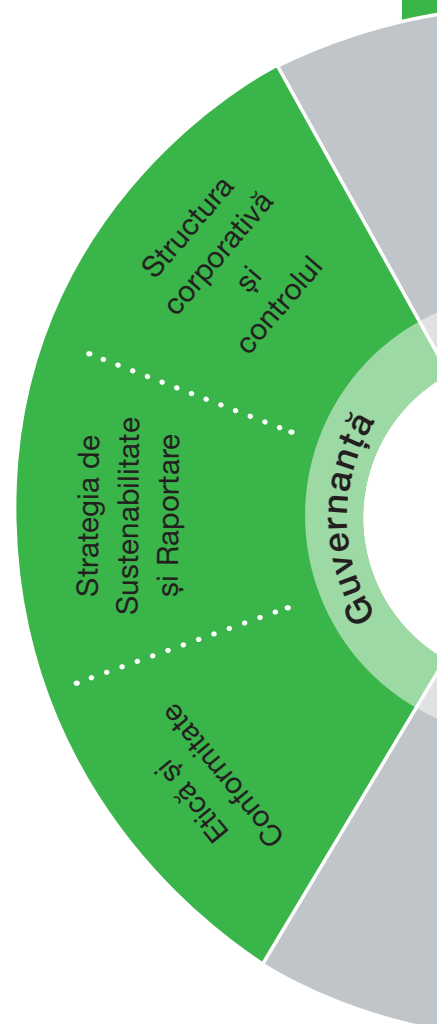 Structura
corporativă
și
controlul
Strategia de
Sustenabilitate
și Raportare
Etică și
Conformitate
Guvernanță